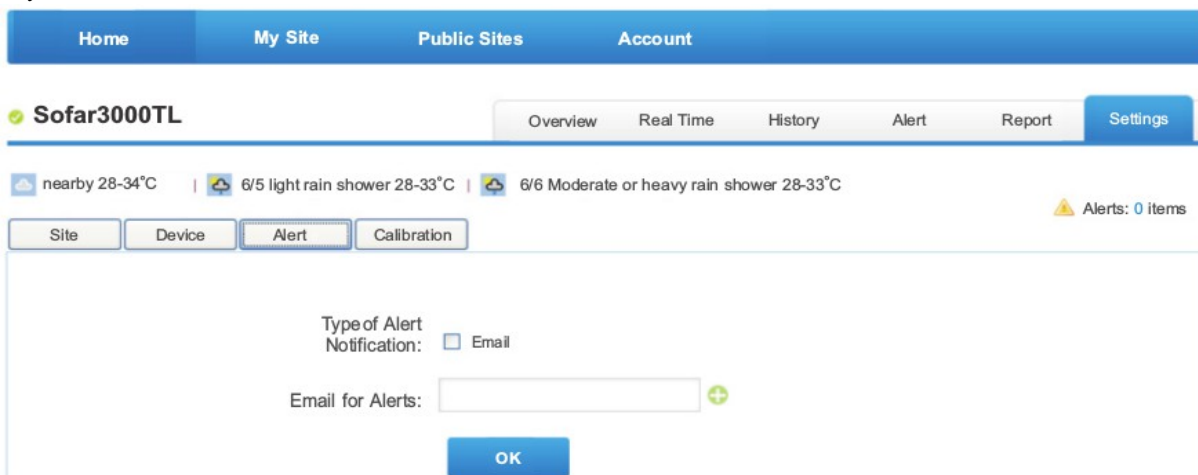 Home My Site Public Sites Account
Sofar3000TL
Overview Real Time History Alert Report Settings
nearby 28-34°C | 6/5 light rain shower 28-33°C | 6/6 Moderate or heavy rain shower 28-33°C
Alerts: 0 items
Site Device Alert Calibration
Type of Alert
Notification: Email
Email for Alerts:
OK